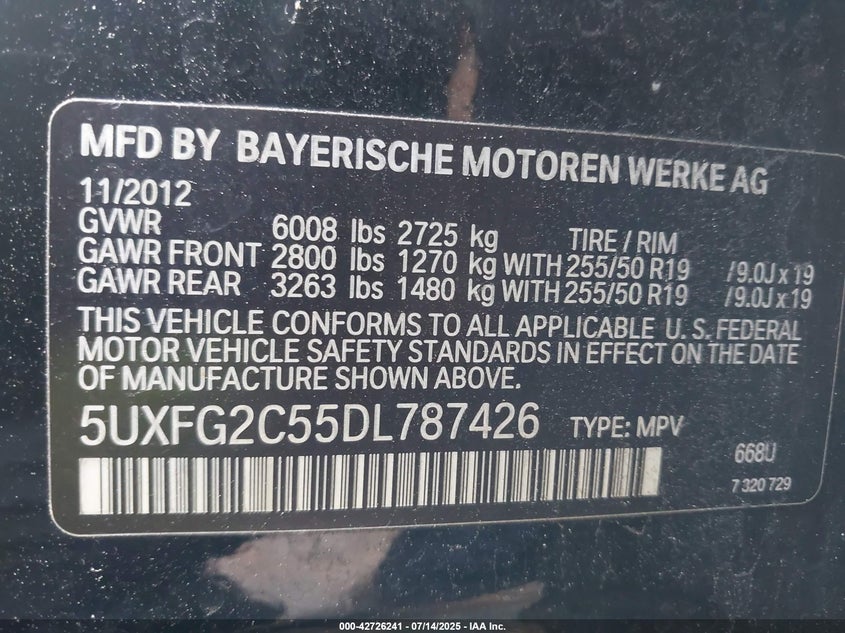 MFD BY BAYERISCHE MOTOREN WERKE AG
11/2012
GVWR 6008 lbs 2725 kg TIRE / RIM
GAWR FRONT 2800 lbs 1270 kg WITH 255/50 R19 /9.0J x 19
GAWR REAR 3263 lbs 1480 kg WITH 255/50 R19 /9.0J x 19
THIS VEHICLE CONFORMS TO ALL APPLICABLE U. S. FEDERAL
MOTOR VEHICLE SAFETY STANDARDS IN EFFECT ON THE DATE
OF MANUFACTURE SHOWN ABOVE.
5UXFG2C55DL787426 TYPE: MPV
668U
7 320 729
000-42726241 - 07/14/2025 - IAA Inc.